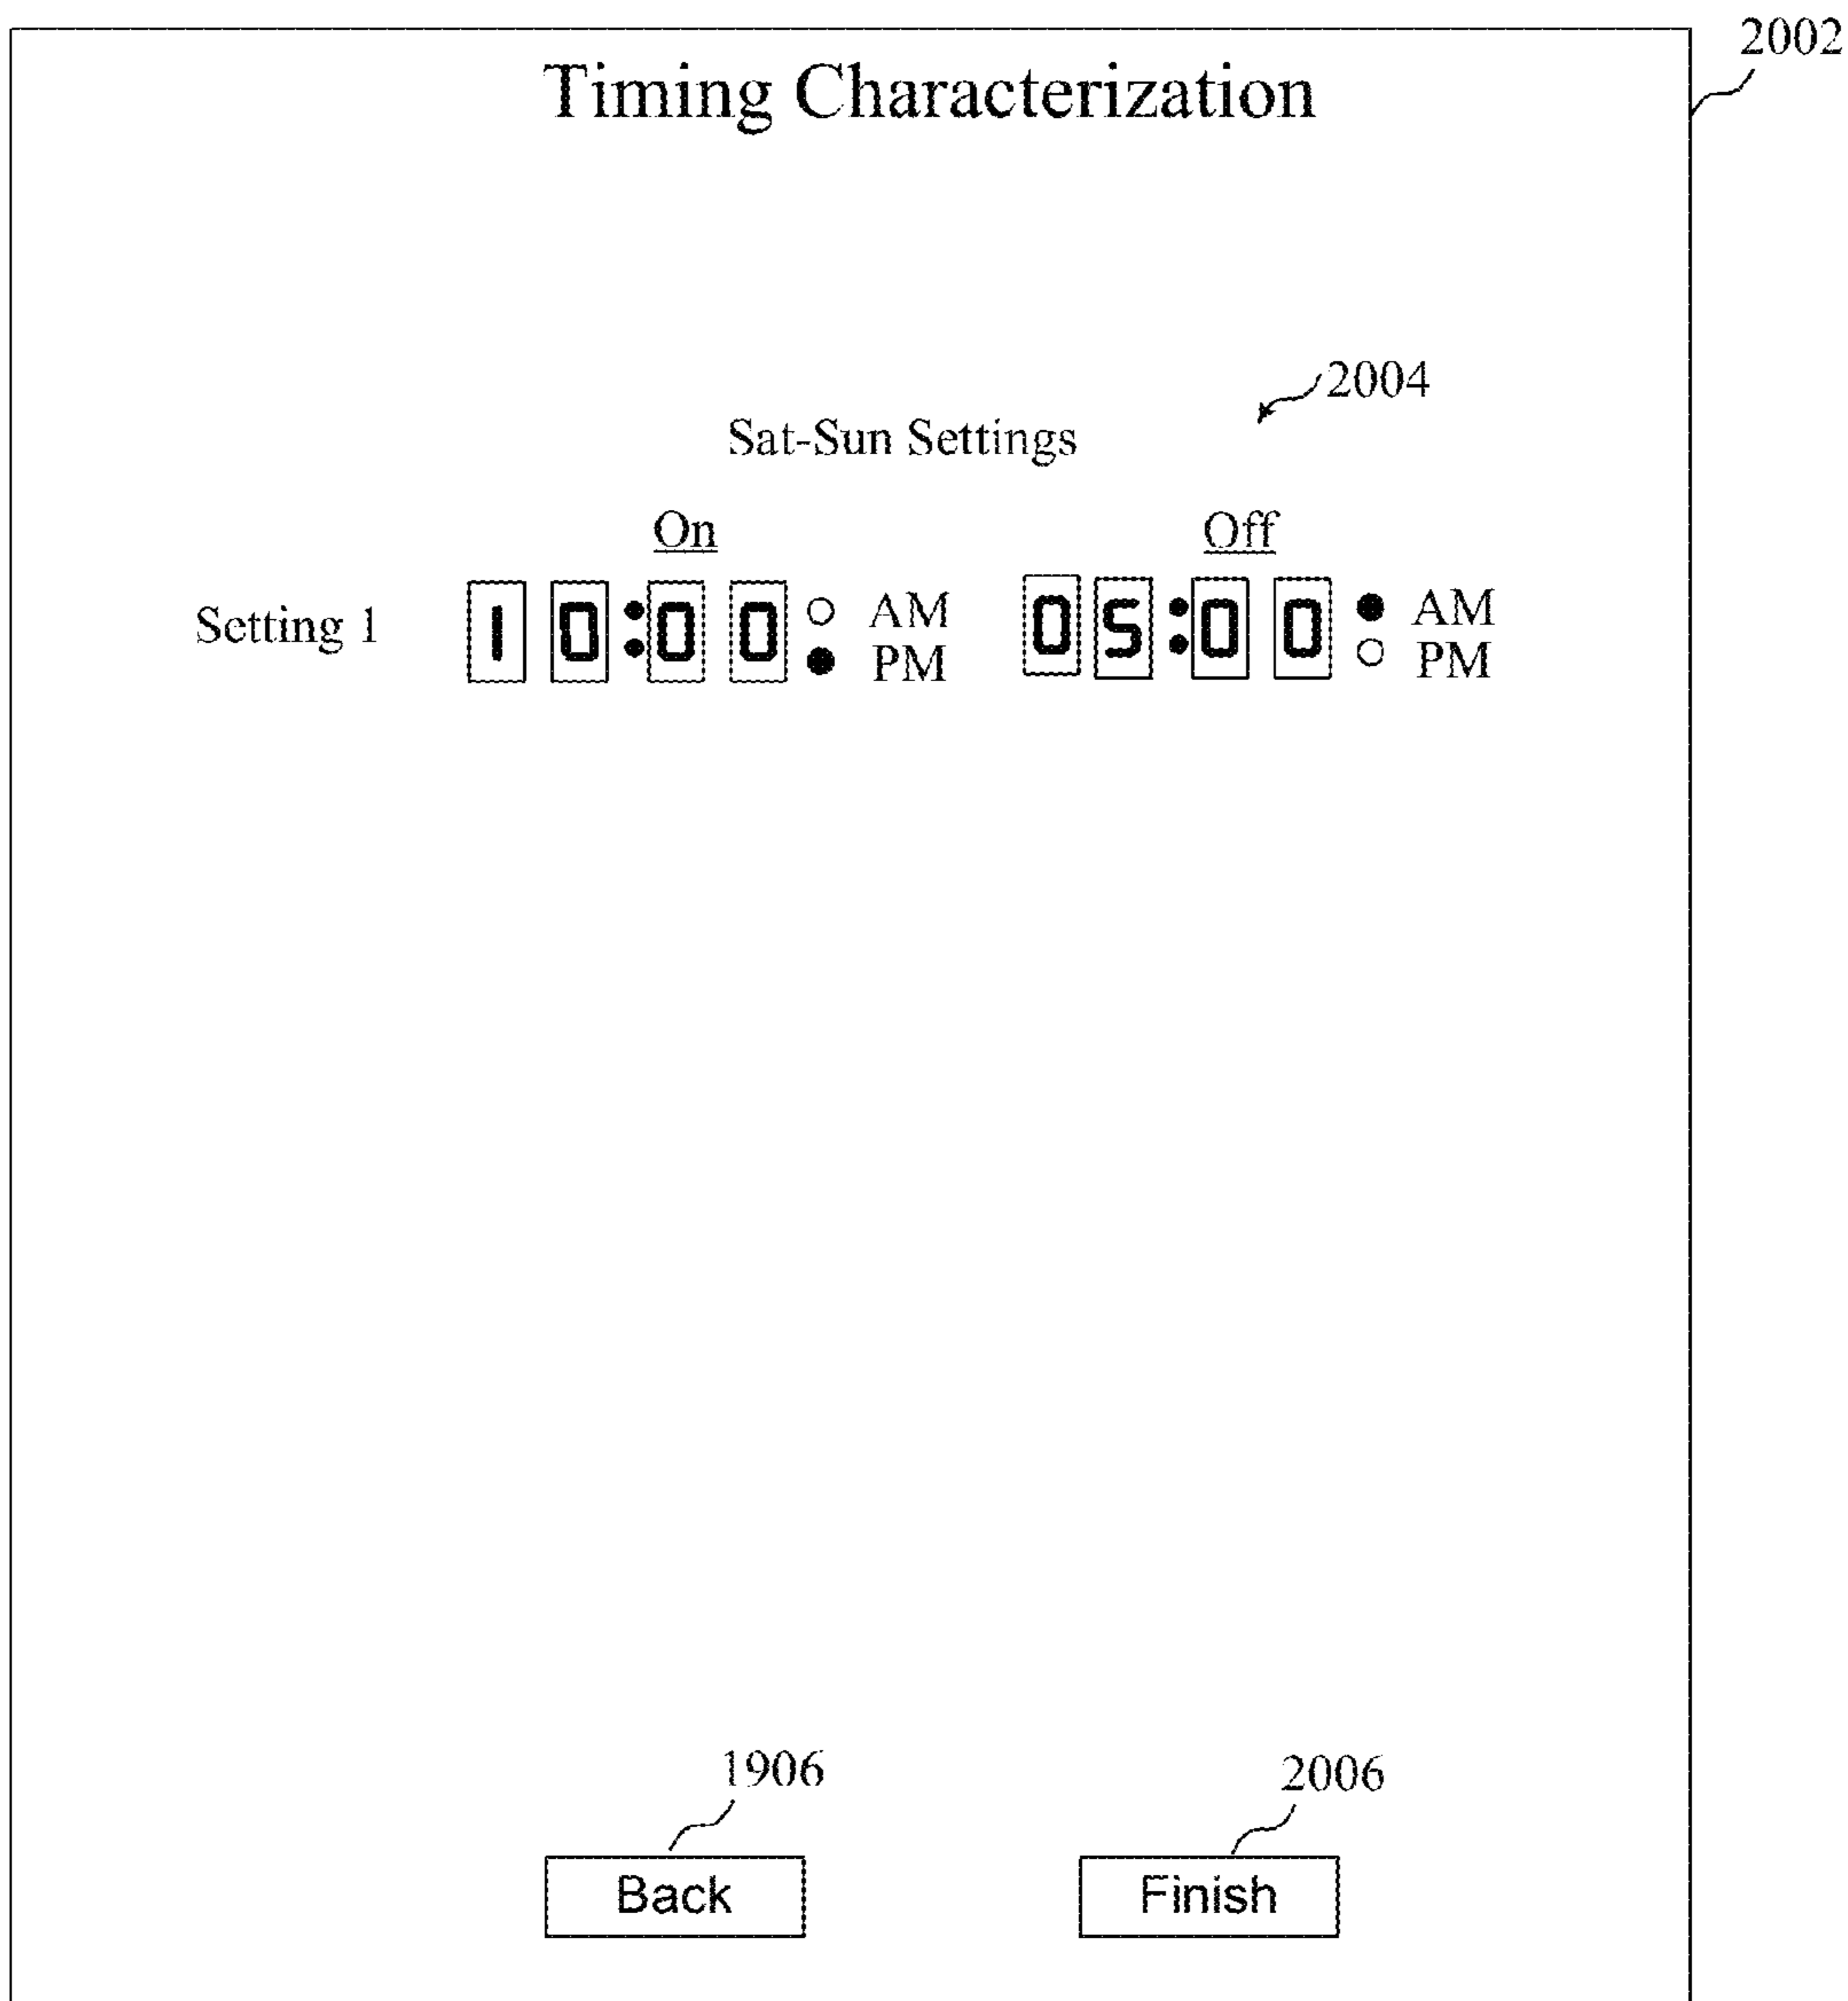 2002
Timing Characterization
2004
Sat-Sun Settings
On Off
Setting 1 10:00 AM PM 05:00 AM PM
1906 2006
Back Finish